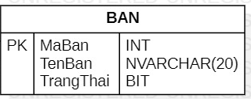 BAN
PK MaBan INT
TenBan NVARCHAR(20)
TrangThai BIT